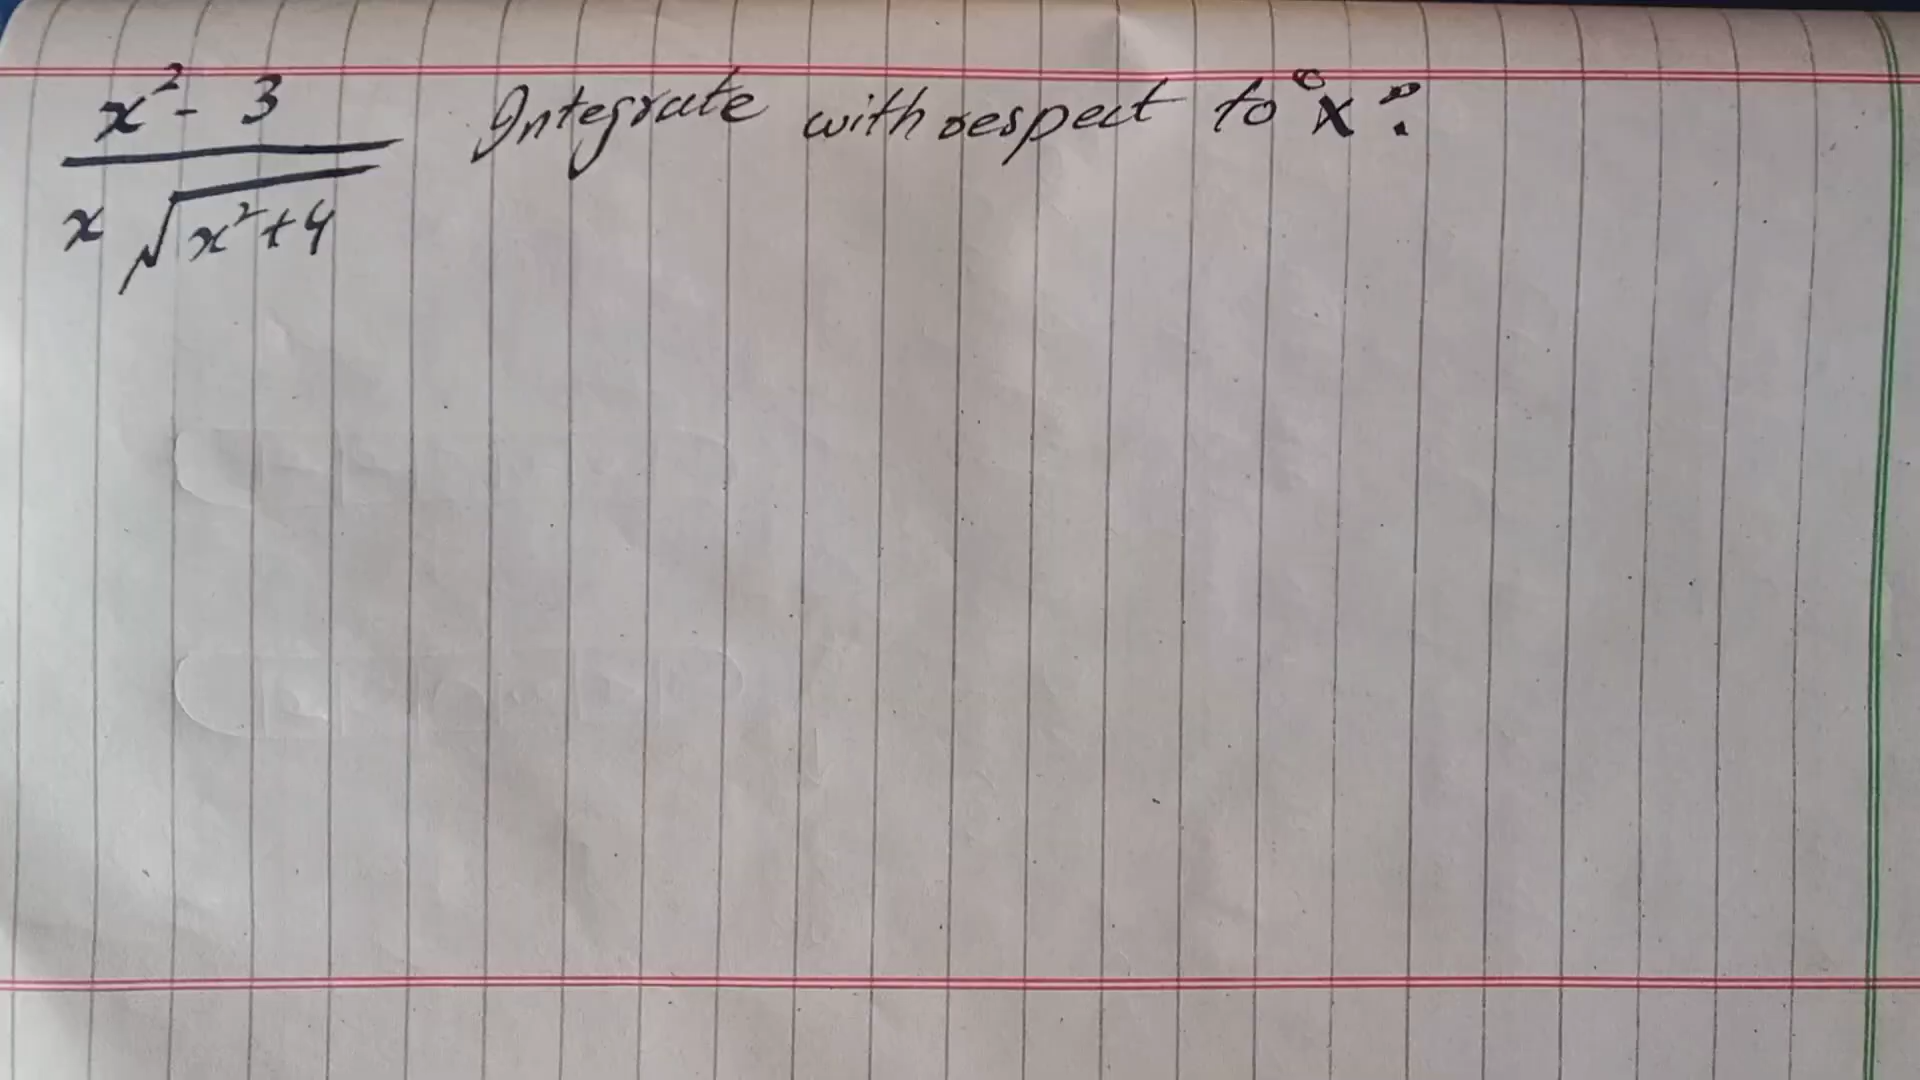 x² - 3 Integrate with respect to "x"?
x √x²+4